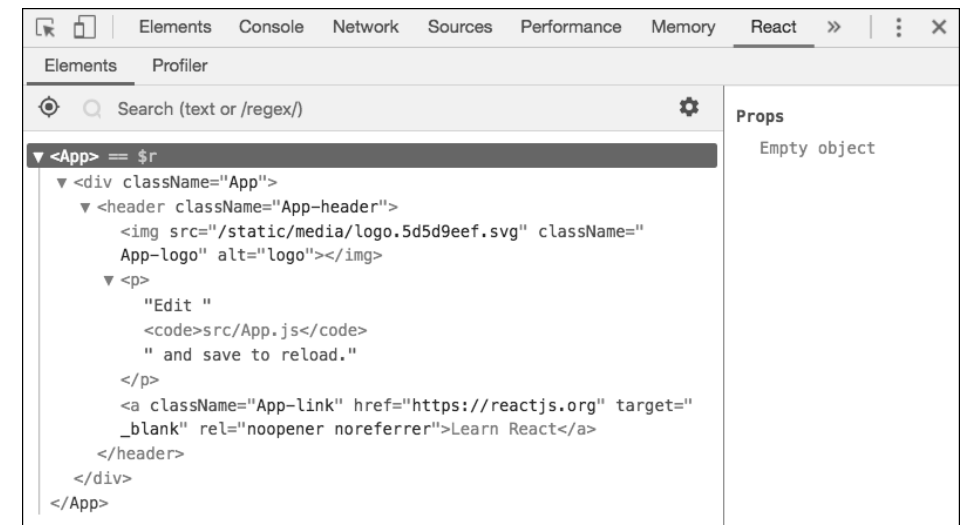 Elements Console Network Sources Performance Memory React »
Elements Profiler
Search (text or /regex/)
Props
Empty object
▼ <App> == $r
▼ <div className="App">
▼ <header className="App-header">
<img src="/static/media/logo.5d5d9eef.svg" className="
App-logo" alt="logo"></img>
▼ <p>
"Edit "
<code>src/App.js</code>
" and save to reload."
</p>
<a className="App-link" href="https://reactjs.org" target="
_blank" rel="noopener noreferrer">Learn React</a>
</header>
</div>
</App>